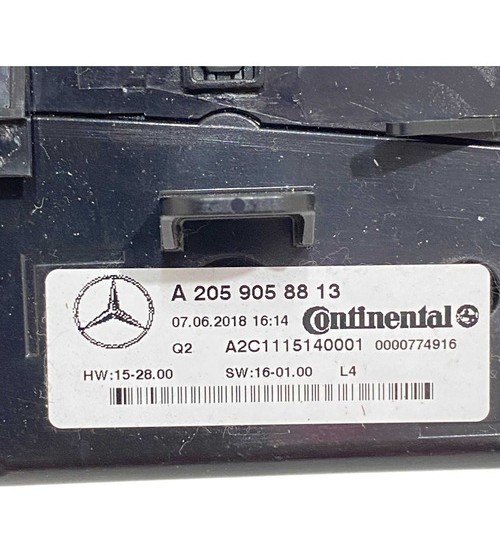 A 205 905 88 13
07.06.2018 16:14 Continental
Q2 A2C1115140001 0000774916
HW:15-28.00 SW:16-01.00 L4